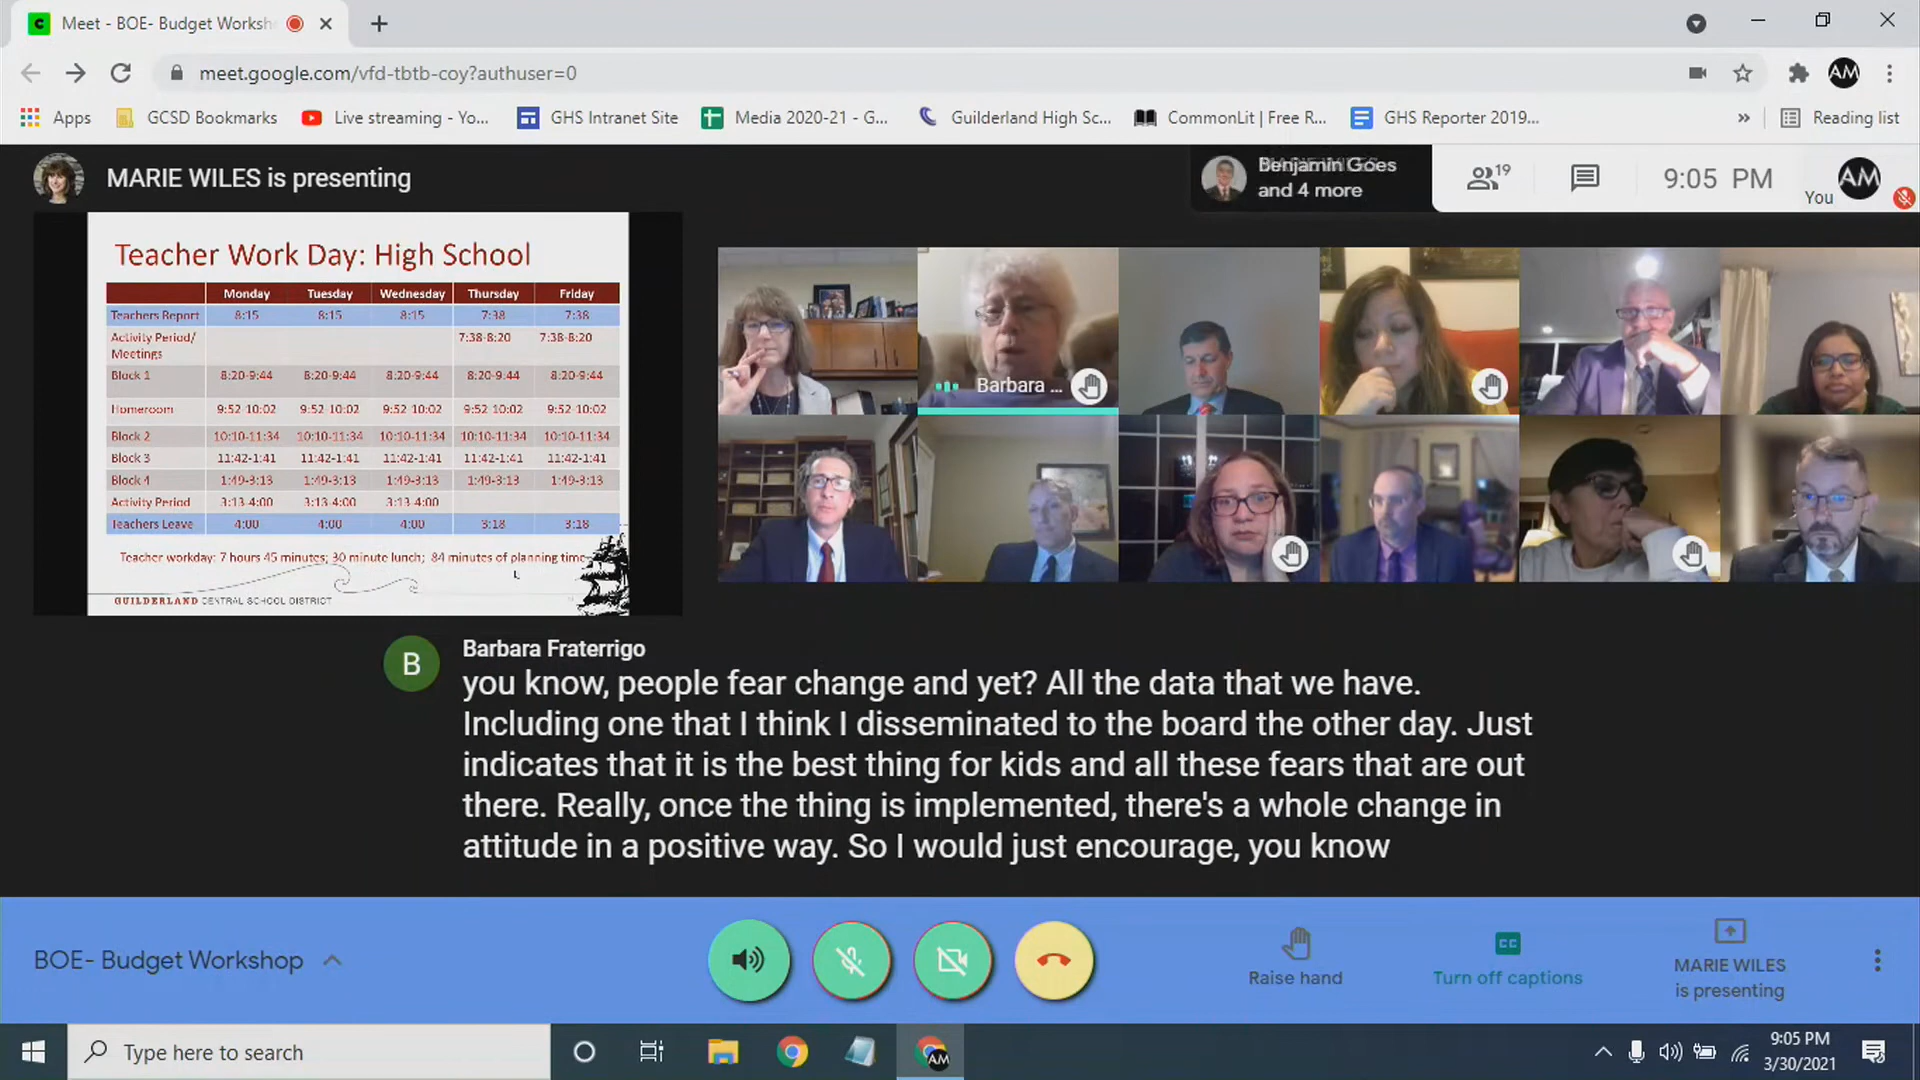 Meet - BOE- Budget Worksh
meet.google.com/vfd-tbtb-coy?authuser=0
AM
Apps
GCSD Bookmarks
Live streaming - Yo...
GHS Intranet Site
Media 2020-21 - G...
Guilderland High Sc...
CommonLit | Free R...
GHS Reporter 2019...
»
Reading list
MARIE WILES is presenting
Benjamin Goes
and 4 more
19
9:05 PM
You
AM
Teacher Work Day: High School
Monday Tuesday Wednesday Thursday Friday
Teachers Report 8:15 8:15 8:15 7:38 7:38
Activity Period/ Meetings 7:38-8:20 7:38-8:20
Block 1 8:20-9:44 8:20-9:44 8:20-9:44 8:20-9:44 8:20-9:44
Homeroom 9:52-10:02 9:52-10:02 9:52-10:02 9:52-10:02 9:52-10:02
Block 2 10:10-11:34 10:10-11:34 10:10-11:34 10:10-11:34 10:10-11:34
Block 3 11:42-1:41 11:42-1:41 11:42-1:41 11:42-1:41 11:42-1:41
Block 4 1:49-3:13 1:49-3:13 1:49-3:13 1:49-3:13 1:49-3:13
Activity Period 3:13-4:00 3:13-4:00 3:13-4:00
Teachers Leave 4:00 4:00 4:00 3:18 3:18
Teacher workday: 7 hours 45 minutes; 30 minute lunch; 84 minutes of planning time
GUILDERLAND CENTRAL SCHOOL DISTRICT
Barbara ...
B
Barbara Fraterrigo
you know, people fear change and yet? All the data that we have.
Including one that I think I disseminated to the board the other day. Just
indicates that it is the best thing for kids and all these fears that are out
there. Really, once the thing is implemented, there's a whole change in
attitude in a positive way. So I would just encourage, you know
BOE- Budget Workshop
Raise hand
CC
Turn off captions
MARIE WILES
is presenting
Type here to search
AM
9:05 PM
3/30/2021